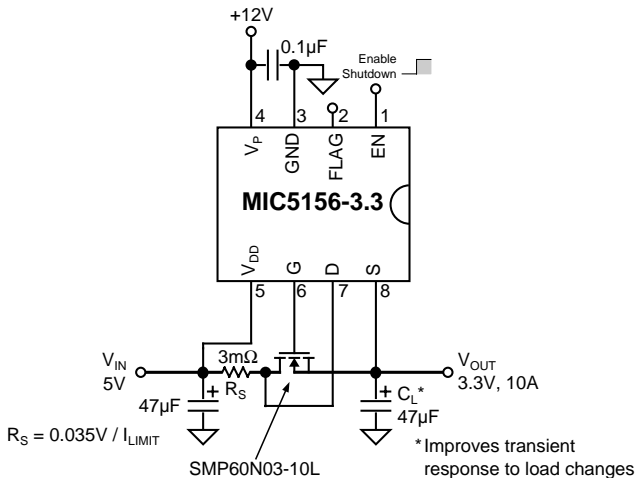 +12V
0.1µF
Enable
Shutdown
4 3 2 1
VP GND FLAG EN
MIC5156-3.3
VDD G D S
5 6 7 8
VIN
5V
3mΩ
RS
VOUT
3.3V, 10A
47µF
+
+
CL*
47µF
RS = 0.035V / ILIMIT
SMP60N03-10L
*Improves transient
response to load changes